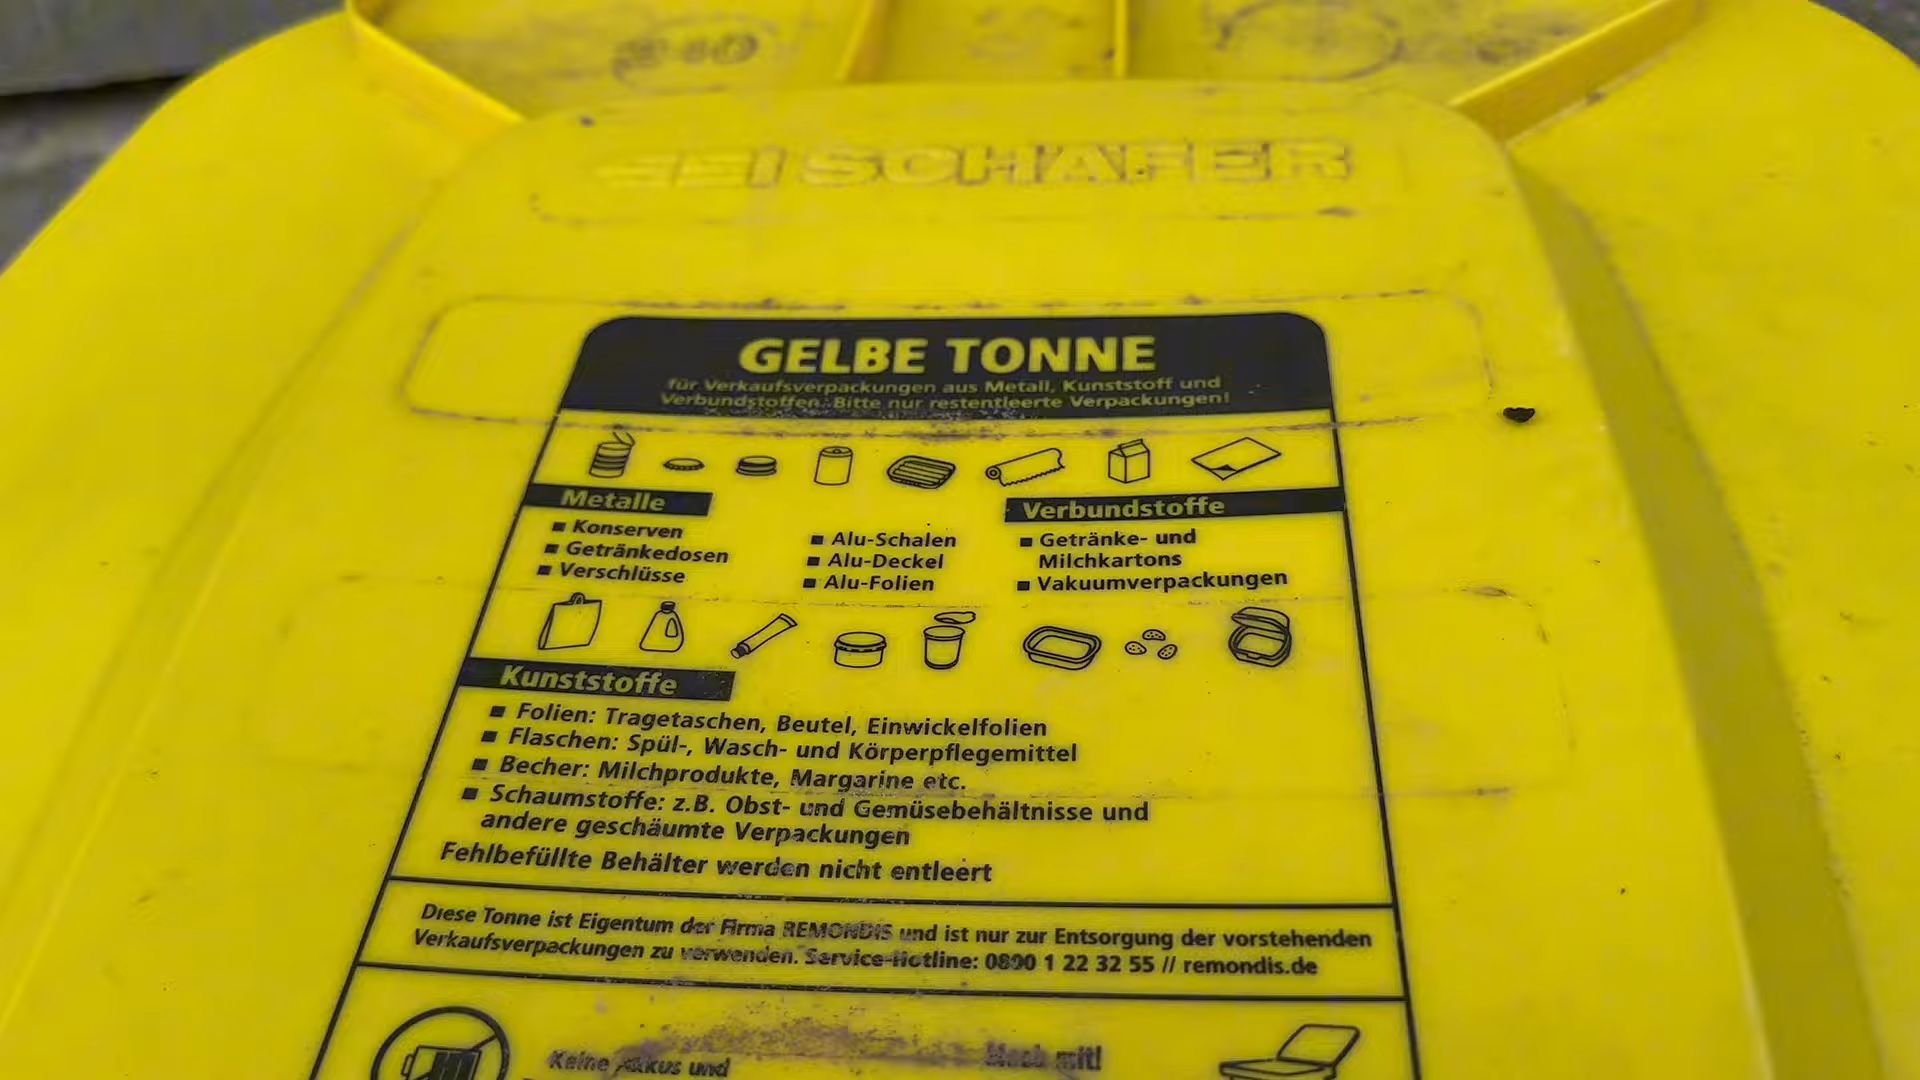 SSI SCHÄFER
GELBE TONNE
für Verkaufsverpackungen aus Metall, Kunststoff und
Verbundstoffen. Bitte nur restentleerte Verpackungen!
Metalle
■ Konserven
■ Getränkedosen
■ Verschlüsse
■ Alu-Schalen
■ Alu-Deckel
■ Alu-Folien
Verbundstoffe
■ Getränke- und
Milchkartons
■ Vakuumverpackungen
Kunststoffe
■ Folien: Tragetaschen, Beutel, Einwickelfolien
■ Flaschen: Spül-, Wasch- und Körperpflegemittel
■ Becher: Milchprodukte, Margarine etc.
■ Schaumstoffe: z.B. Obst- und Gemüsebehältnisse und
andere geschäumte Verpackungen
Fehlbefüllte Behälter werden nicht entleert
Diese Tonne ist Eigentum der Firma REMONDIS und ist nur zur Entsorgung der vorstehenden
Verkaufsverpackungen zu verwenden. Service-Hotline: 0800 1 22 32 55 // remondis.de
Keine Akkus und
Mach mit!